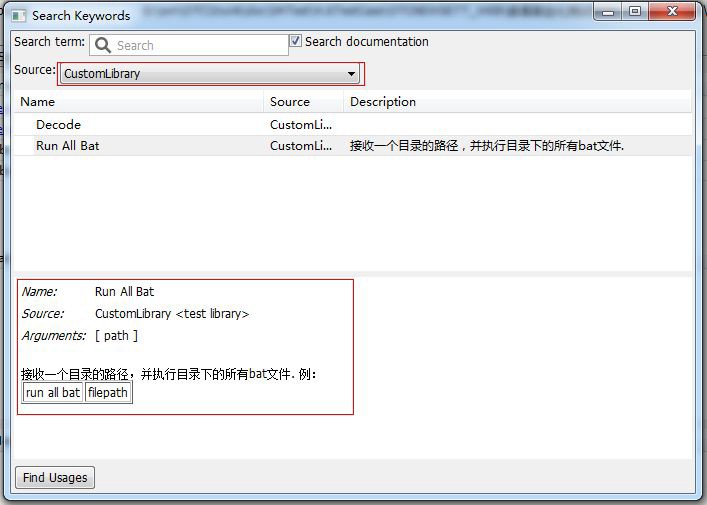 Search Keywords
Search term: Search Search documentation
Source: CustomLibrary
Name Source Description
Decode CustomLi...
Run All Bat CustomLi... 接收一个目录的路径，并执行目录下的所有bat文件.
Name: Run All Bat
Source: CustomLibrary <test library>
Arguments: [ path ]
接收一个目录的路径，并执行目录下的所有bat文件. 例：
run all bat filepath
Find Usages